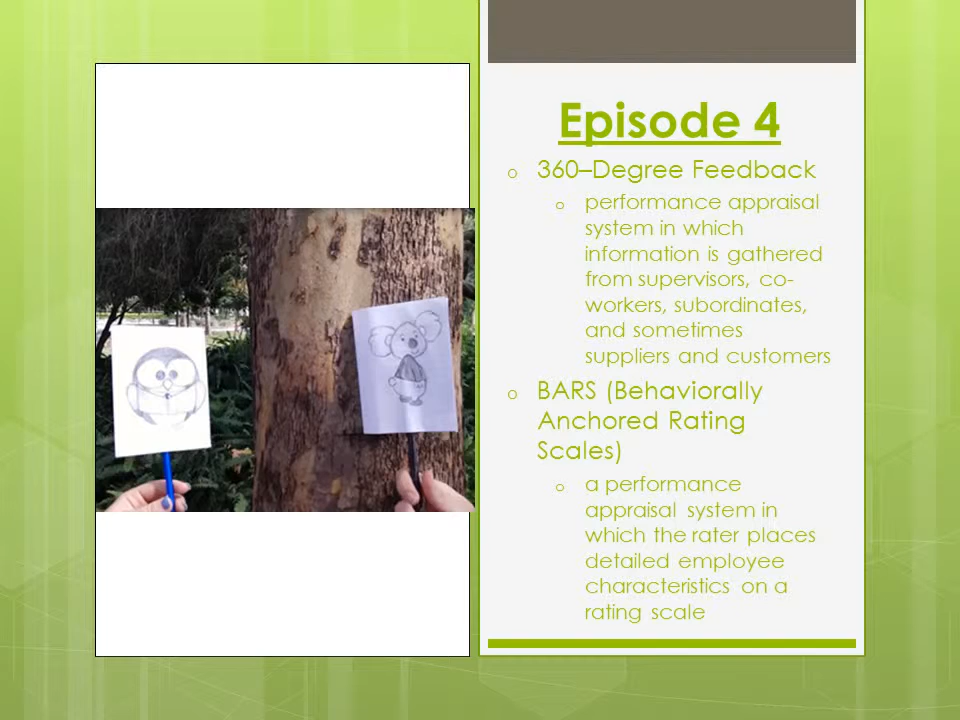 Episode 4
360–Degree Feedback
performance appraisal
system in which
information is gathered
from supervisors, co-
workers, subordinates,
and sometimes
suppliers and customers
BARS (Behaviorally
Anchored Rating
Scales)
a performance
appraisal system in
which the rater places
detailed employee
characteristics on a
rating scale